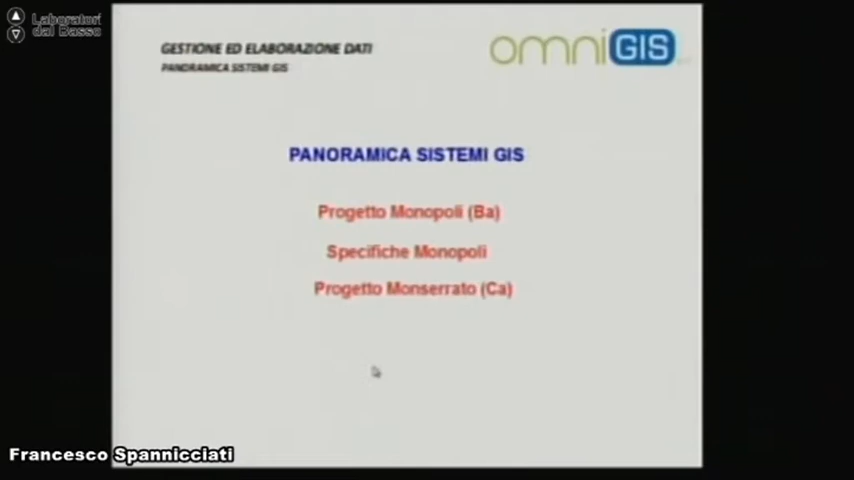 Laboratori
dal Basso
GESTIONE ED ELABORAZIONE DATI
PANORAMICA SISTEMI GIS
omniGIS
PANORAMICA SISTEMI GIS
Progetto Monopoli (Ba)
Specifiche Monopoli
Progetto Monserrato (Ca)
Francesco Spannicciati